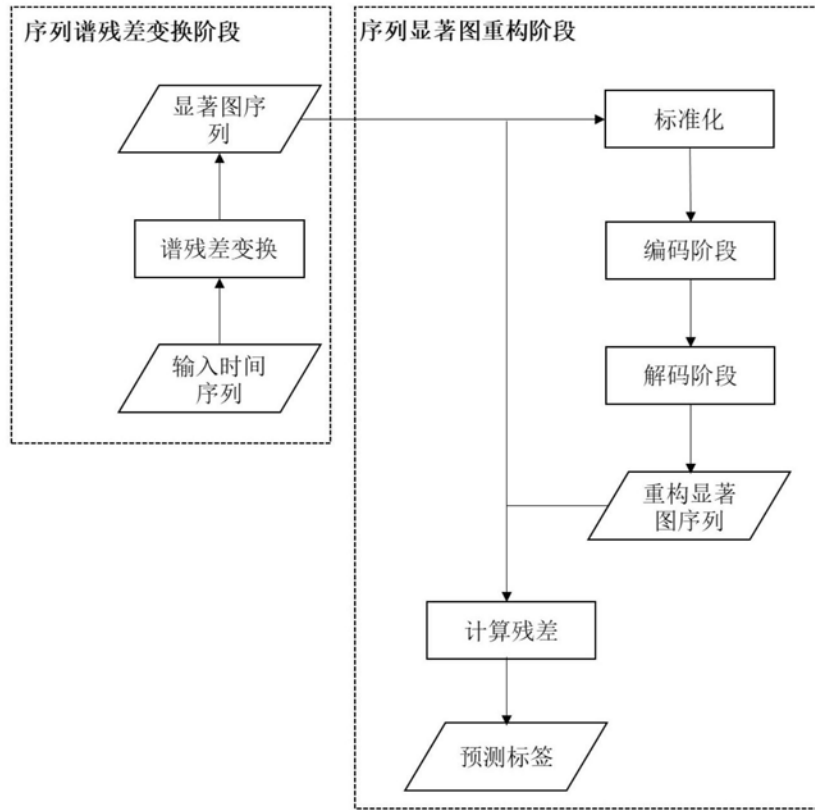 序列谱残差变换阶段
显著图序
列
谱残差变换
输入时间
序列
序列显著图重构阶段
标准化
编码阶段
解码阶段
重构显著
图序列
计算残差
预测标签